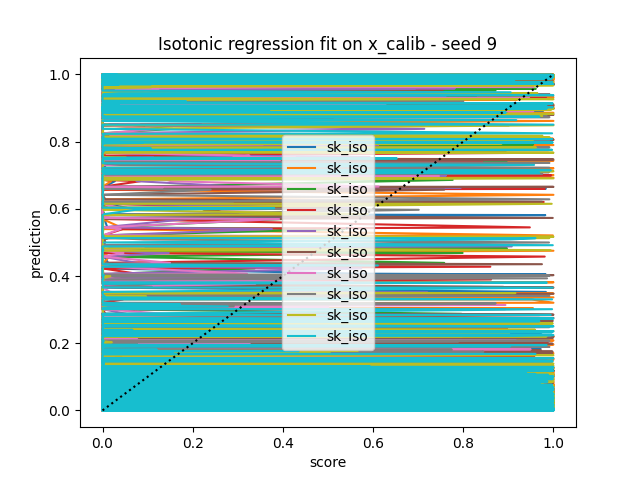 Isotonic regression fit on x_calib - seed 9
prediction
1.0
0.8
0.6
0.4
0.2
0.0
sk_iso
sk_iso
sk_iso
sk_iso
sk_iso
sk_iso
sk_iso
sk_iso
sk_iso
sk_iso
0.0 0.2 0.4 0.6 0.8 1.0
score